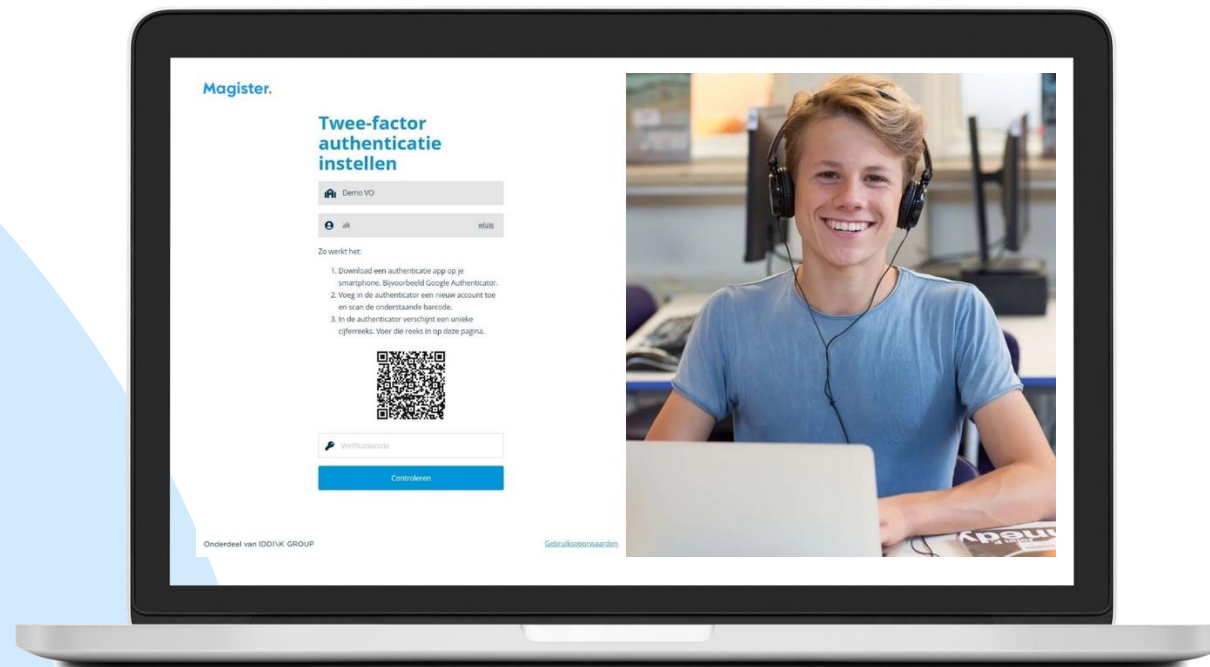 Magister.
Twee-factor
authenticatie
instellen
Demo VO
ak
wijzig
Zo werkt het:
1. Download een authenticatie app op je
smartphone. Bijvoorbeeld Google Authenticator.
2. Voeg in de authenticator een nieuw account toe
en scan de onderstaande barcode.
3. In de authenticator verschijnt een unieke
cijferreeks. Voer die reeks in op deze pagina.
Verificatiecode
Controleren
Onderdeel van IDDINK GROUP
Gebruiksvoorwaarden